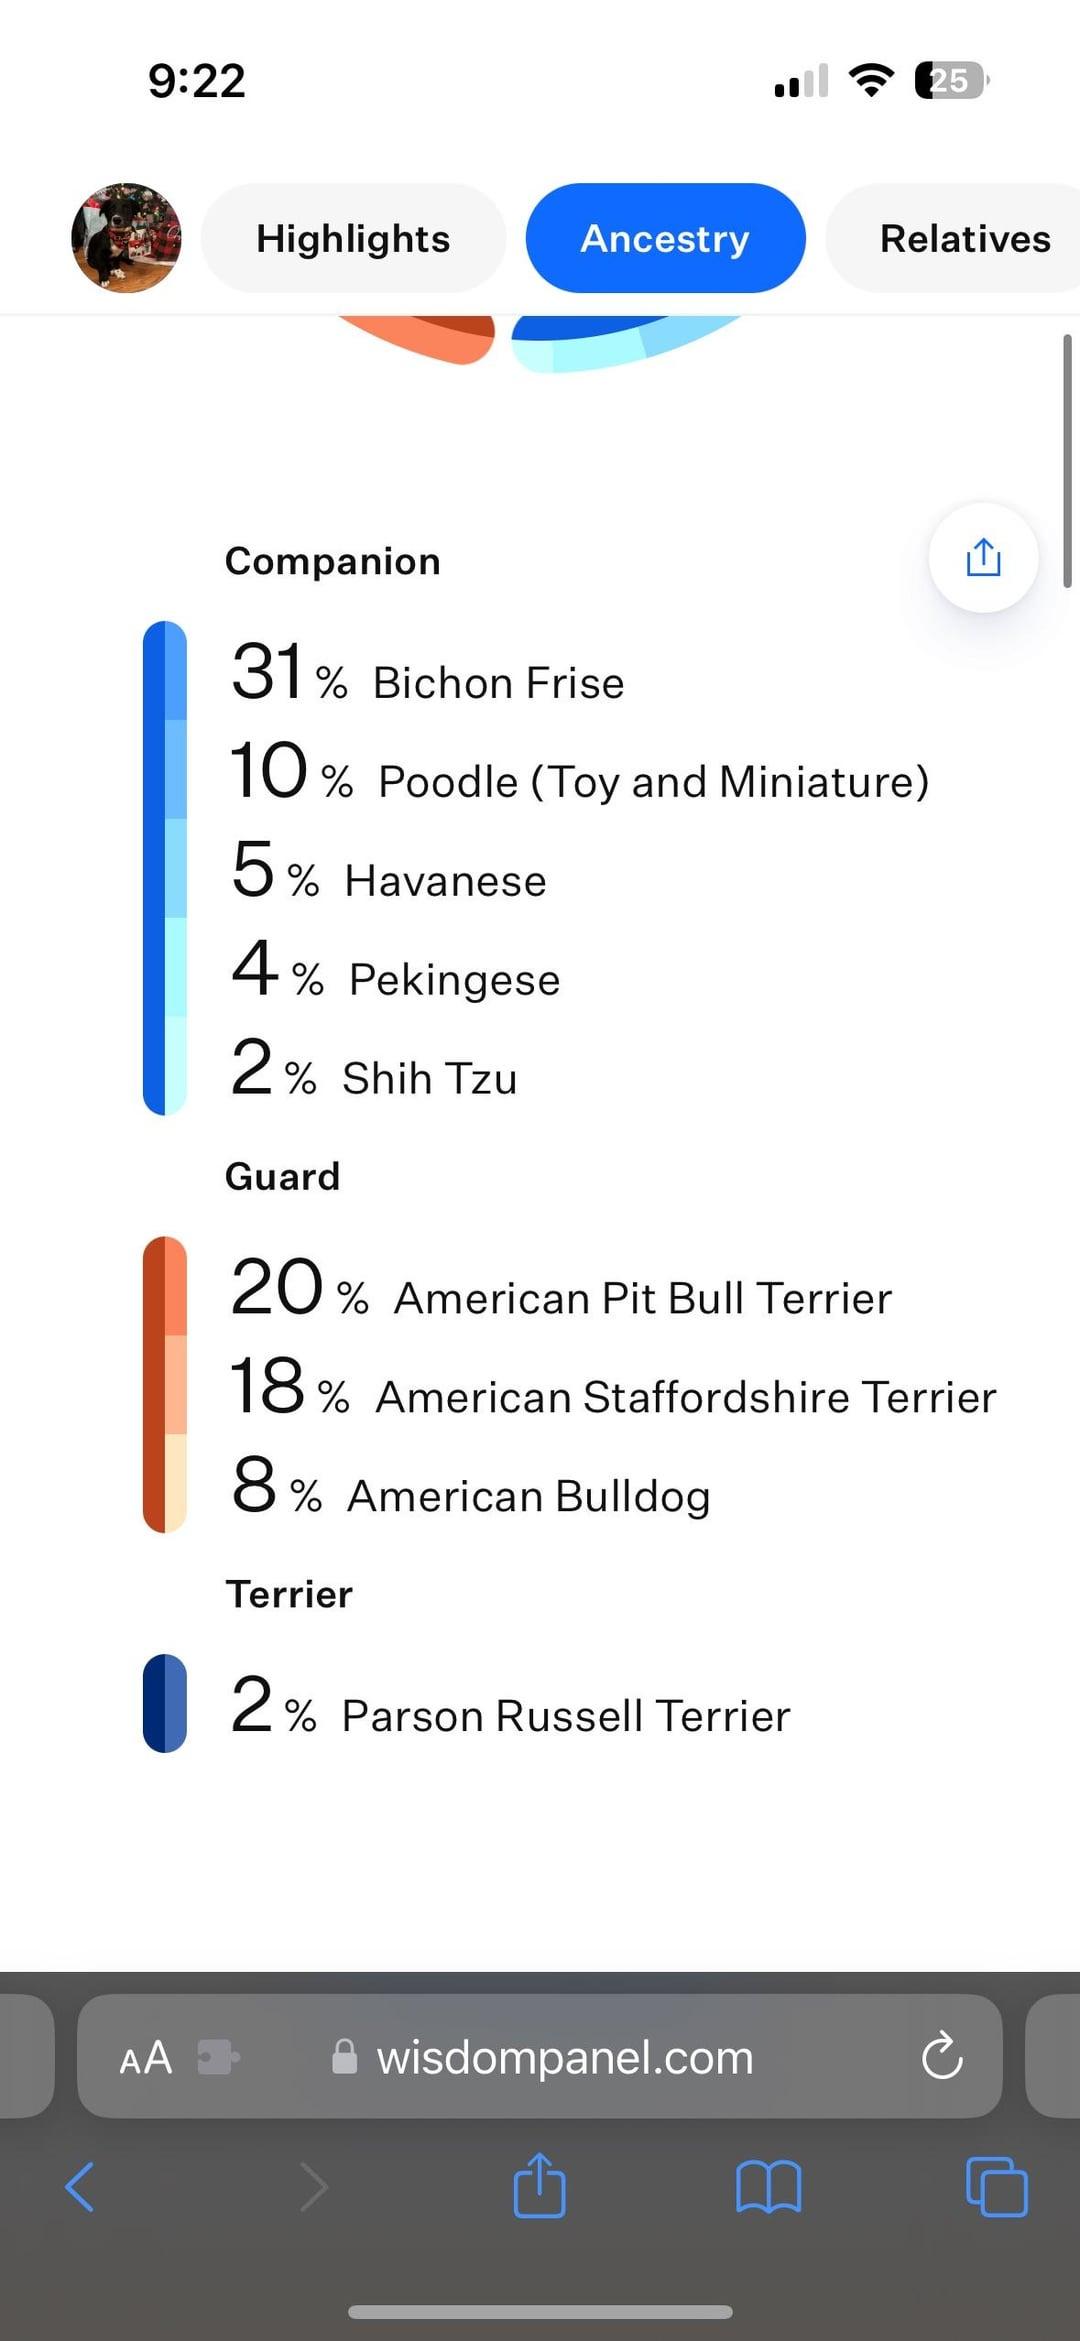 9:22
25
Highlights Ancestry Relatives
Companion
31 % Bichon Frise
10 % Poodle (Toy and Miniature)
5 % Havanese
4 % Pekingese
2 % Shih Tzu
Guard
20 % American Pit Bull Terrier
18 % American Staffordshire Terrier
8 % American Bulldog
Terrier
2 % Parson Russell Terrier
AA wisdompanel.com